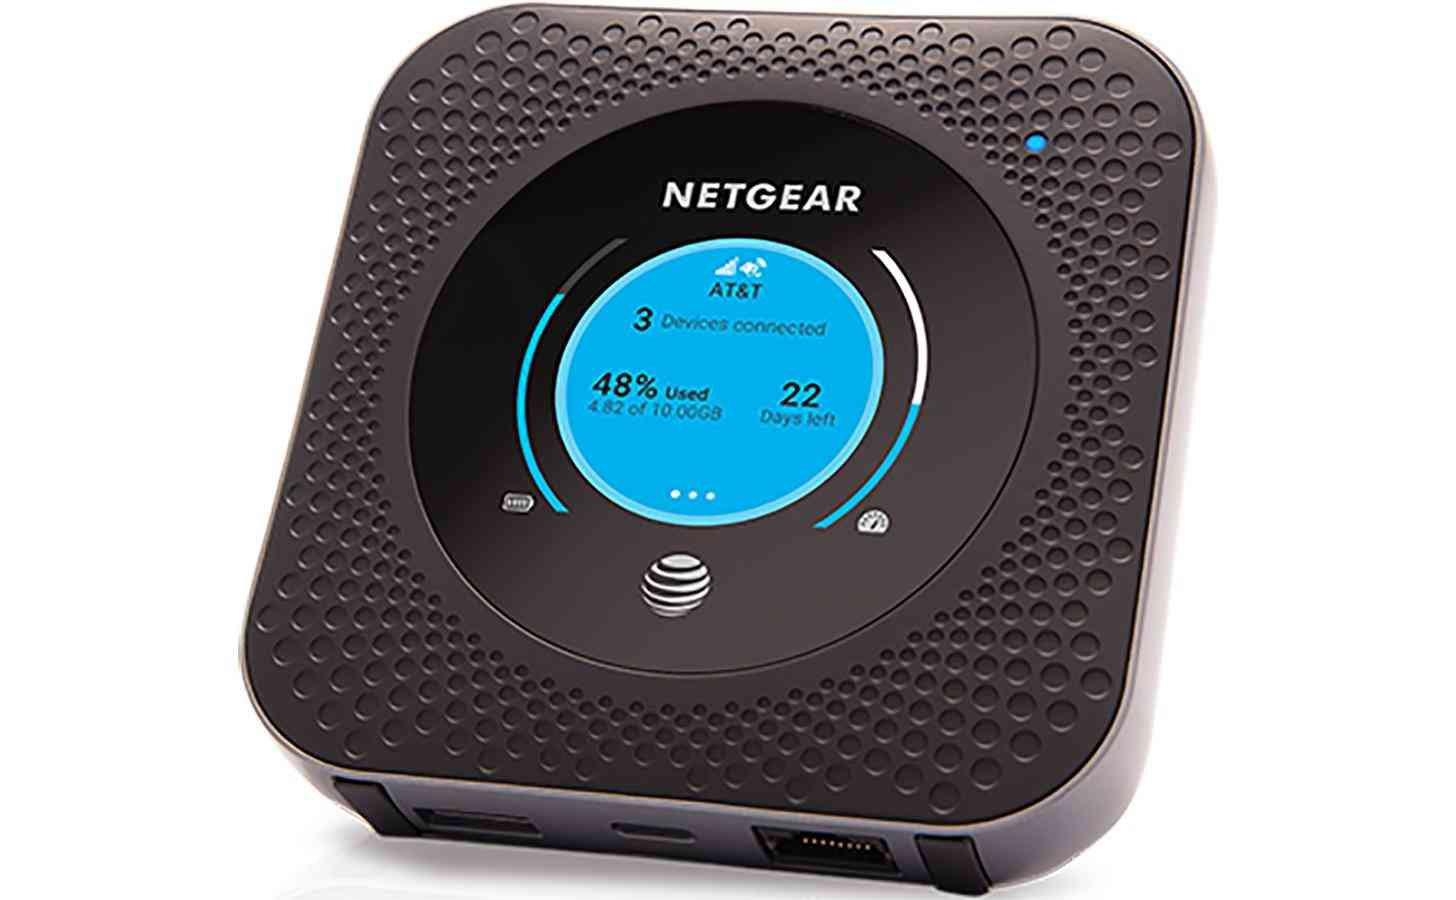 NETGEAR
AT&T
3 Devices connected
48% Used
4.82 of 10.00GB
22
Days left